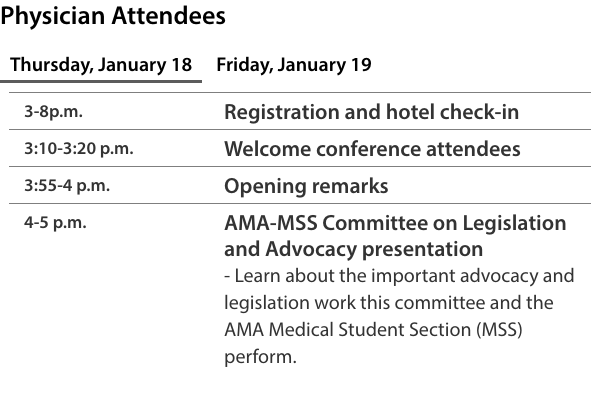 Physician Attendees
Thursday, January 18
Friday, January 19
3-8p.m.
Registration and hotel check-in
3:10-3:20 p.m.
Welcome conference attendees
3:55-4 p.m.
Opening remarks
4-5 p.m.
AMA-MSS Committee on Legislation
and Advocacy presentation
- Learn about the important advocacy and
legislation work this committee and the
AMA Medical Student Section (MSS)
perform.